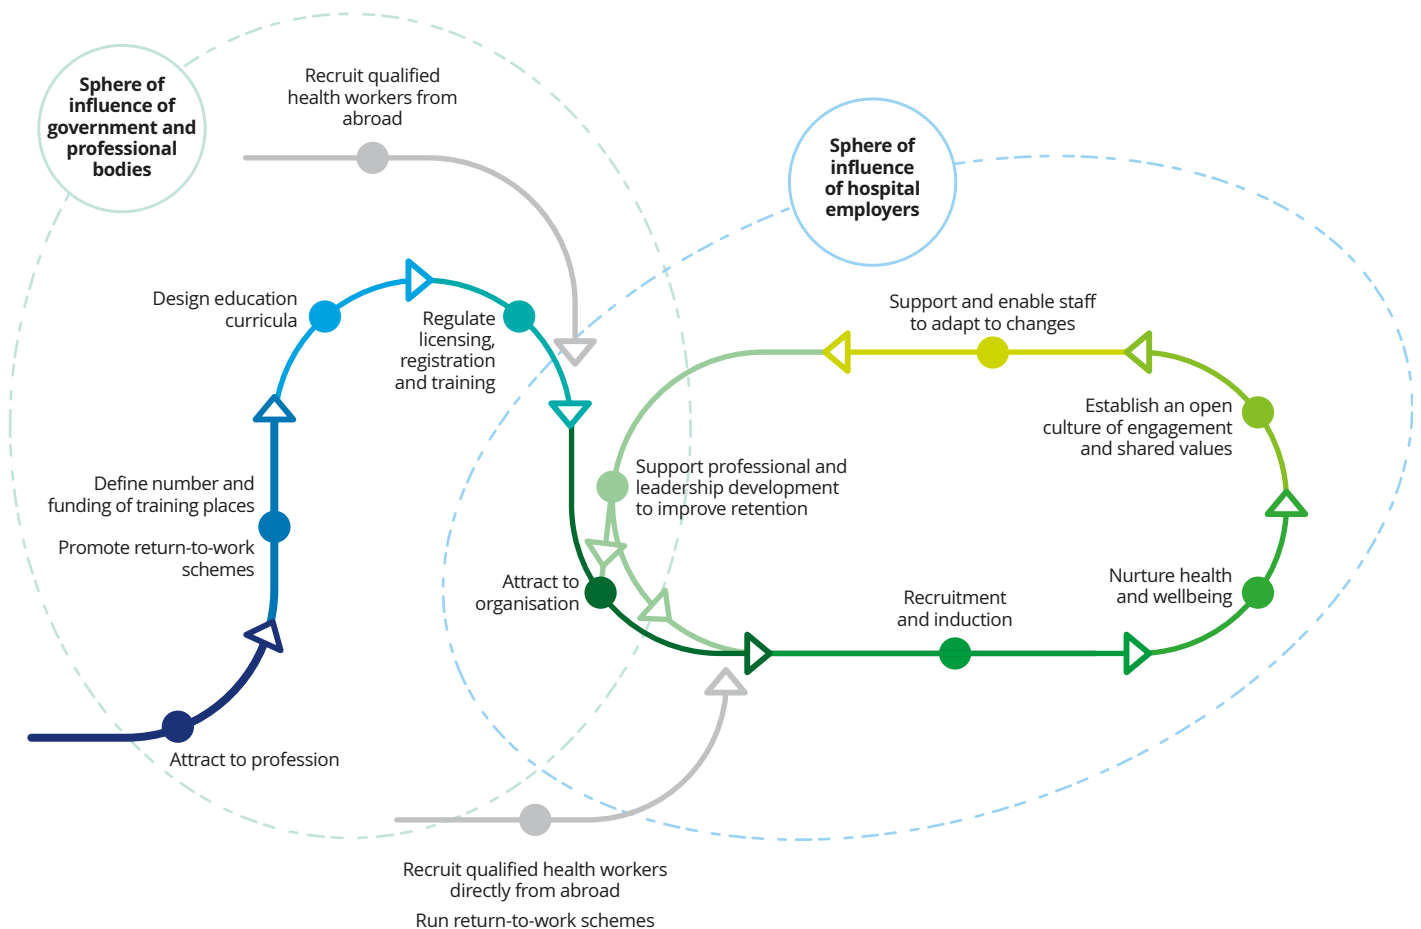 Sphere of
influence of
government and
professional
bodies
Recruit qualified
health workers from
abroad
Sphere of
influence
of hospital
employers
Design education
curricula
Regulate
licensing,
registration
and training
Support and enable staff
to adapt to changes
Establish an open
culture of engagement
and shared values
Define number and
funding of training places
Promote return-to-work
schemes
Support professional and
leadership development
to improve retention
Attract to
organisation
Recruitment
and induction
Nurture health
and wellbeing
Attract to profession
Recruit qualified health workers
directly from abroad
Run return-to-work schemes